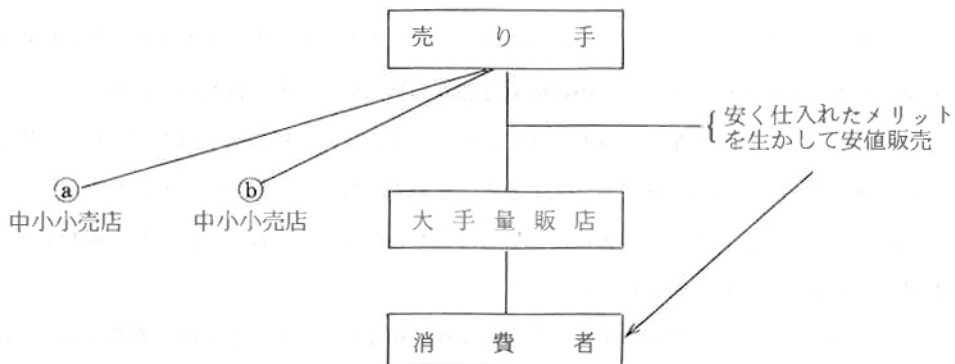 売り手
安く仕入れたメリット
を生かして安値販売
ⓐ
ⓑ
中小小売店
中小小売店
大手量販店
消費者